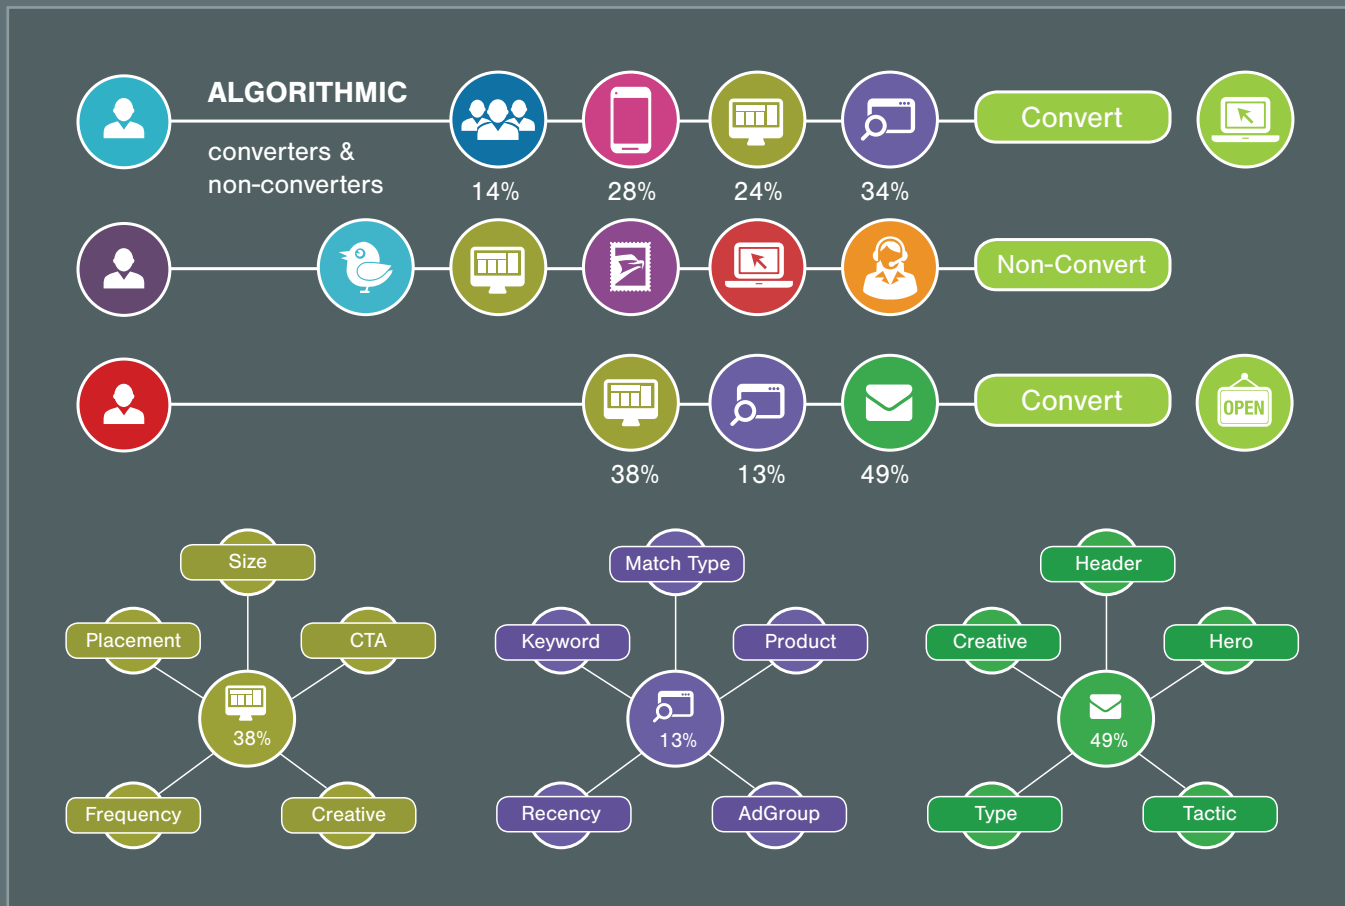 ALGORITHMIC
converters &
non-converters
14%
28%
24%
34%
Convert
Non-Convert
Convert
OPEN
38%
13%
49%
Size
Placement
CTA
38%
Frequency
Creative
Match Type
Keyword
Product
13%
Recency
AdGroup
Header
Creative
Hero
49%
Type
Tactic